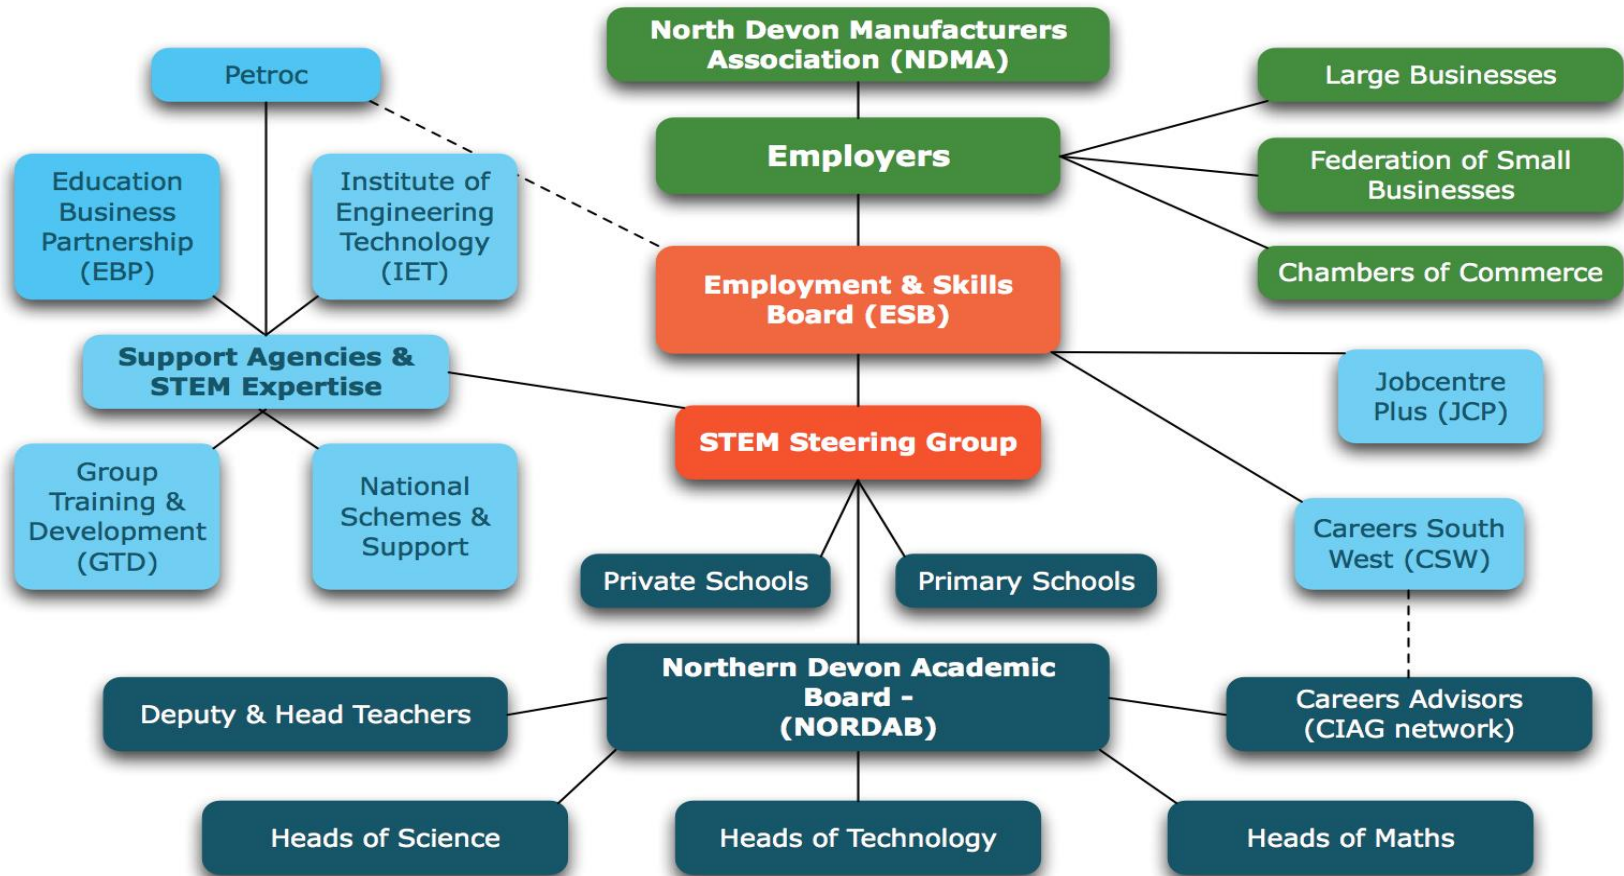 North Devon Manufacturers
Association (NDMA)
Petroc
Large Businesses
Employers
Federation of Small
Businesses
Education
Business
Partnership
(EBP)
Institute of
Engineering
Technology
(IET)
Employment & Skills
Board (ESB)
Chambers of Commerce
Support Agencies &
STEM Expertise
Jobcentre
Plus (JCP)
STEM Steering Group
Group
Training &
Development
(GTD)
National
Schemes &
Support
Careers South
West (CSW)
Private Schools
Primary Schools
Northern Devon Academic
Board -
(NORDAB)
Deputy & Head Teachers
Careers Advisors
(CIAG network)
Heads of Science
Heads of Technology
Heads of Maths